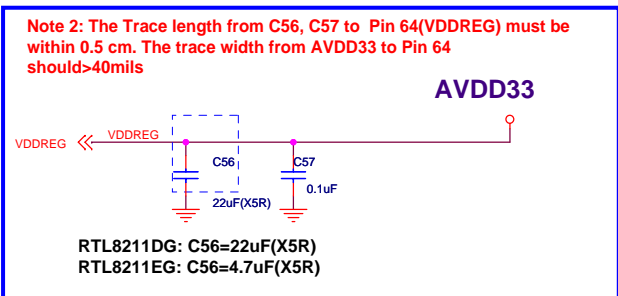 Note 2: The Trace length from C56, C57 to Pin 64(VDDREG) must be
within 0.5 cm. The trace width from AVDD33 to Pin 64
should>40mils
AVDD33
VDDREG
VDDREG
C56
C57
0.1uF
22uF(X5R)
RTL8211DG: C56=22uF(X5R)
RTL8211EG: C56=4.7uF(X5R)